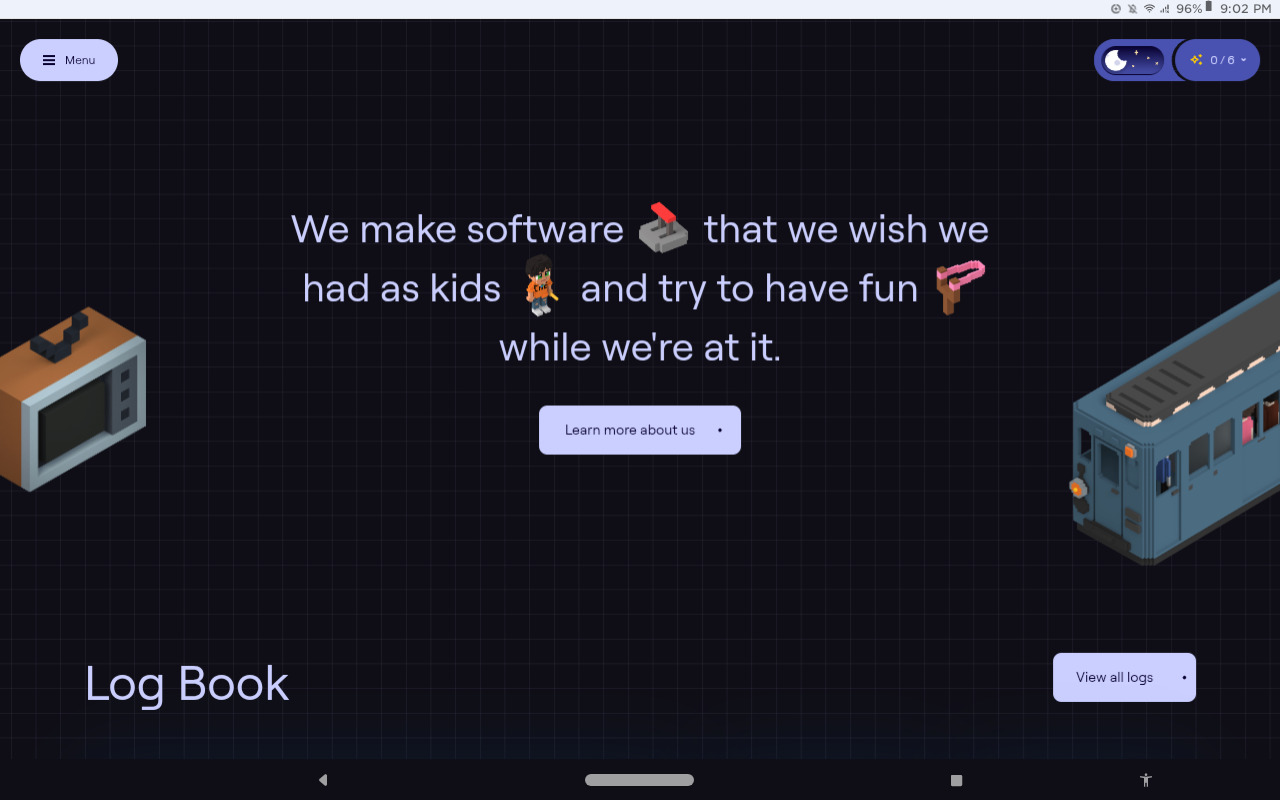 96% 9:02 PM
Menu
0 / 6
We make software that we wish we
had as kids and try to have fun
while we're at it.
Learn more about us
Log Book
View all logs